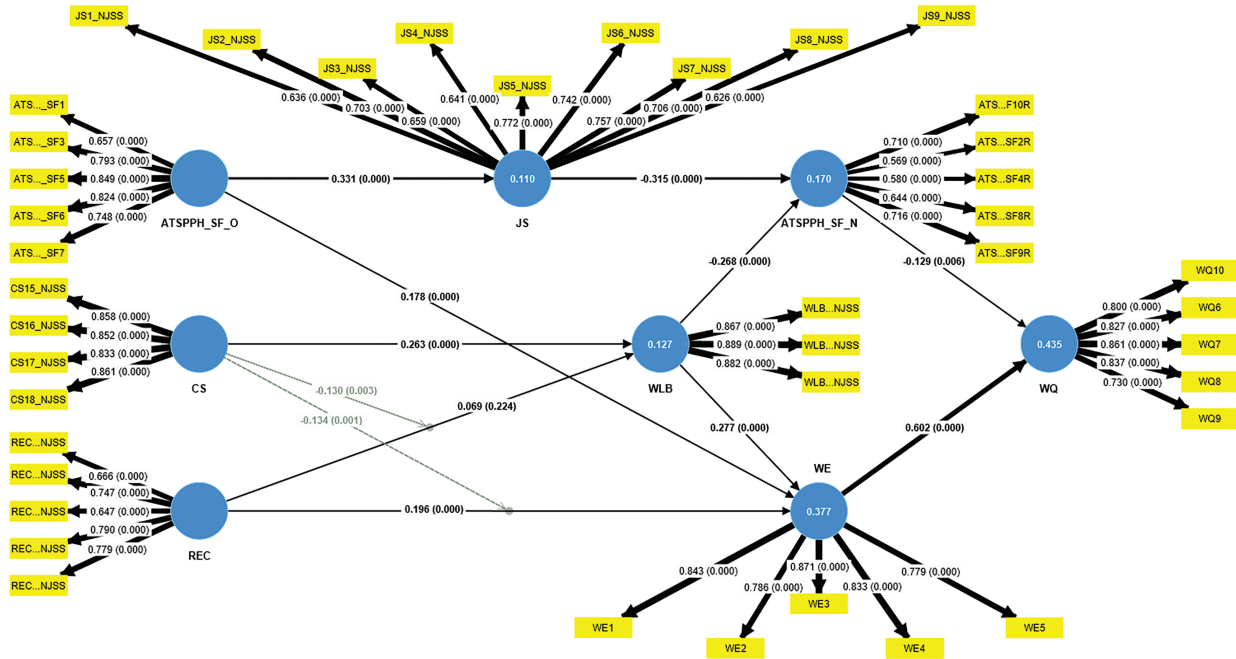 JS1_NJSS
JS2_NJSS
JS3_NJSS
JS4_NJSS
JS5_NJSS
JS6_NJSS
JS7_NJSS
JS8_NJSS
JS9_NJSS
0.636 (0.000)
0.703 (0.000)
0.659 (0.000)
0.641 (0.000)
0.772 (0.000)
0.742 (0.000)
0.757 (0.000)
0.706 (0.000)
0.626 (0.000)
ATS..._SF1
ATS..._SF3
ATS..._SF5
ATS..._SF6
ATS..._SF7
0.657 (0.000)
0.793 (0.000)
0.849 (0.000)
0.824 (0.000)
0.748 (0.000)
ATSPPH_SF_O
0.331 (0.000)
0.110
JS
-0.315 (0.000)
0.170
ATSPPH_SF_N
0.710 (0.000)
0.569 (0.000)
0.580 (0.000)
0.644 (0.000)
0.716 (0.000)
ATS...F10R
ATS...SF2R
ATS...SF4R
ATS...SF8R
ATS...SF9R
-0.268 (0.000)
-0.129 (0.006)
0.178 (0.000)
CS15_NJSS
CS16_NJSS
CS17_NJSS
CS18_NJSS
0.858 (0.000)
0.852 (0.000)
0.833 (0.000)
0.861 (0.000)
CS
0.263 (0.000)
0.127
WLB
0.867 (0.000)
0.889 (0.000)
0.882 (0.000)
WLB...NJSS
WLB...NJSS
WLB...NJSS
0.435
WQ
0.800 (0.000)
0.827 (0.000)
0.861 (0.000)
0.837 (0.000)
0.730 (0.000)
WQ10
WQ6
WQ7
WQ8
WQ9
-0.130 (0.003)
-0.134 (0.001)
0.069 (0.224)
0.277 (0.000)
0.602 (0.000)
REC...NJSS
REC...NJSS
REC...NJSS
REC...NJSS
REC...NJSS
0.666 (0.000)
0.747 (0.000)
0.647 (0.000)
0.790 (0.000)
0.779 (0.000)
REC
0.196 (0.000)
WE
0.377
0.843 (0.000)
0.786 (0.000)
0.871 (0.000)
0.833 (0.000)
0.779 (0.000)
WE1
WE2
WE3
WE4
WE5